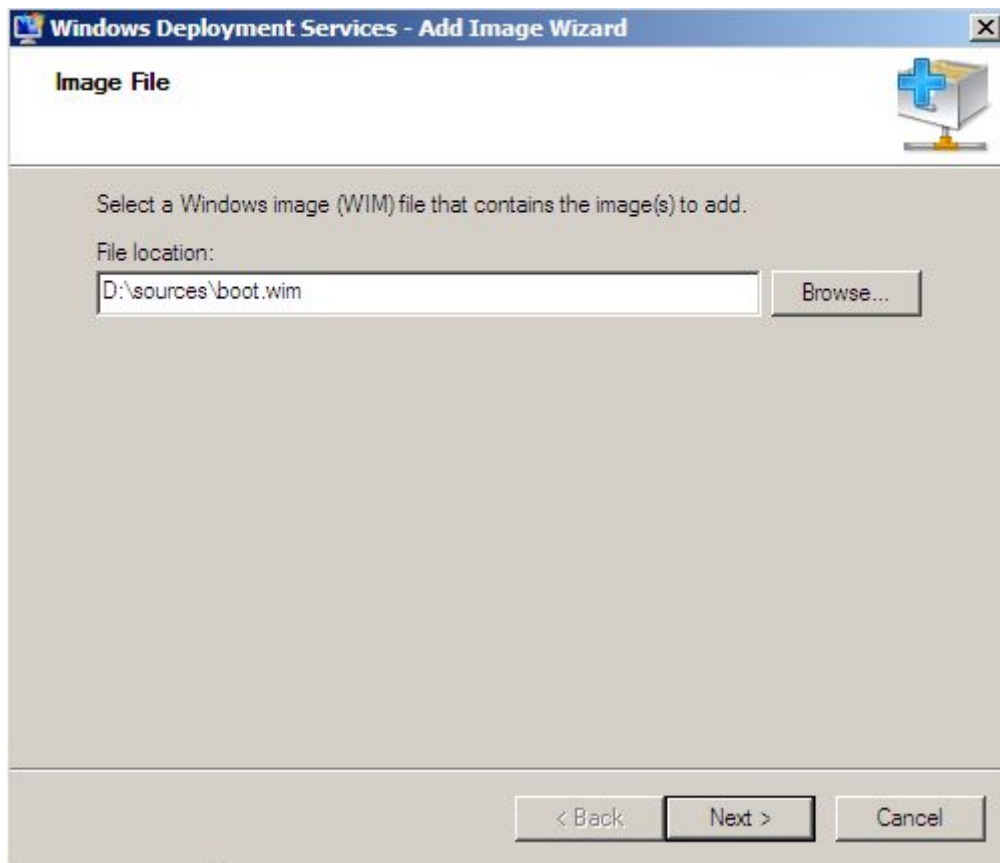 Windows Deployment Services - Add Image Wizard
Image File
Select a Windows image (WIM) file that contains the image(s) to add.
File location:
D:\sources\boot.wim
Browse...
< Back
Next >
Cancel